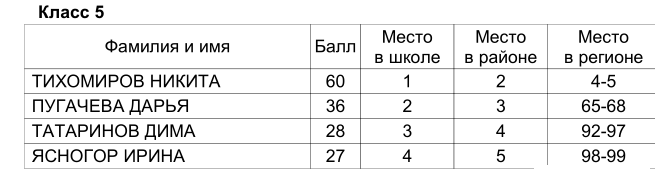 Класс 5
Фамилия и имя Балл Место в школе Место в районе Место в регионе
ТИХОМИРОВ НИКИТА 60 1 2 4-5
ПУГАЧЕВА ДАРЬЯ 36 2 3 65-68
ТАТАРИНОВ ДИМА 28 3 4 92-97
ЯСНОГОР ИРИНА 27 4 5 98-99